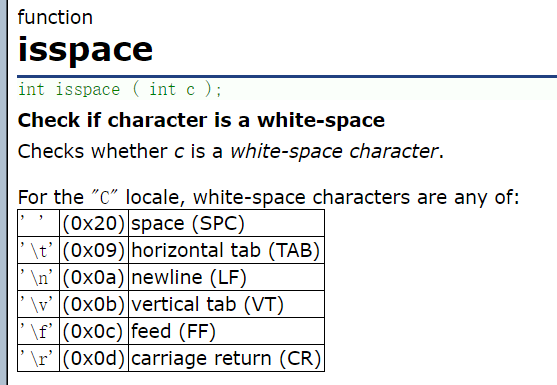 function
isspace
int isspace ( int c );
Check if character is a white-space
Checks whether c is a white-space character.
For the "C" locale, white-space characters are any of:
' ' (0x20) space (SPC)
'\t' (0x09) horizontal tab (TAB)
'\n' (0x0a) newline (LF)
'\v' (0x0b) vertical tab (VT)
'\f' (0x0c) feed (FF)
'\r' (0x0d) carriage return (CR)